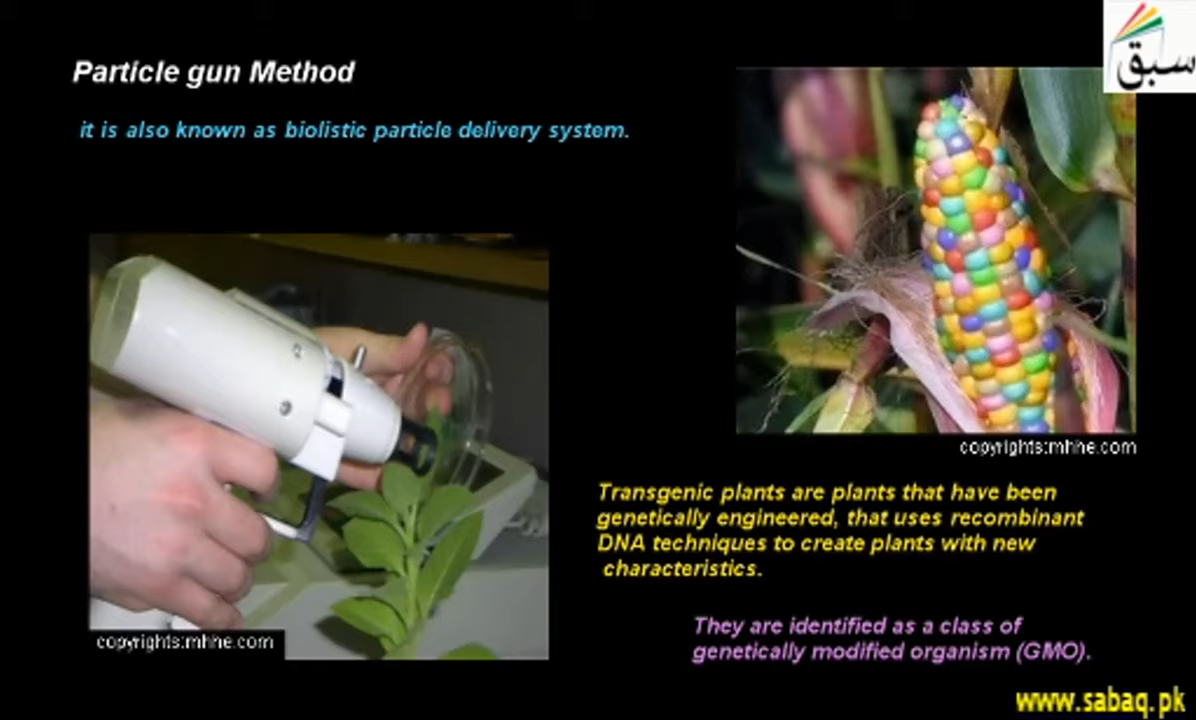 سبق
Particle gun Method
it is also known as biolistic particle delivery system.
copyrights:mhhe.com
Transgenic plants are plants that have been
genetically engineered, that uses recombinant
DNA techniques to create plants with new
characteristics.
copyrights:mhhe.com
They are identified as a class of
genetically modified organism (GMO).
www.sabaq.pk